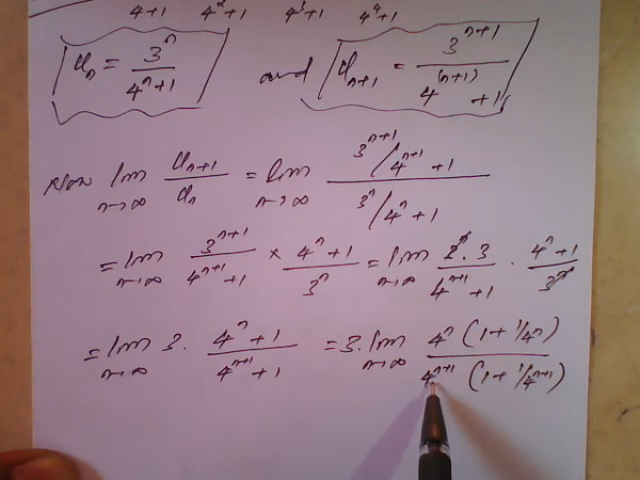 4+1 4²+1 4³+1 4⁴+1
uₙ = 3ⁿ / (4ⁿ+1) and uₙ₊₁ = 3ⁿ⁺¹ / (4⁽ⁿ⁺¹⁾ +1)
Now lim n→∞ uₙ₊₁ / uₙ = lim n→∞ (3ⁿ⁺¹/4ⁿ⁺¹ +1) / (3ⁿ/4ⁿ +1)
= lim n→∞ 3ⁿ⁺¹ / (4ⁿ⁺¹ +1) × (4ⁿ +1) / 3ⁿ = lim n→∞ 3ⁿ . 3 / (4ⁿ⁺¹ +1) . (4ⁿ +1) / 3ⁿ
= lim n→∞ 3 . (4ⁿ +1) / (4ⁿ⁺¹ +1) = 3 . lim n→∞ 4ⁿ (1+ 1/4ⁿ) / 4ⁿ⁺¹ (1+ 1/4ⁿ⁺¹)